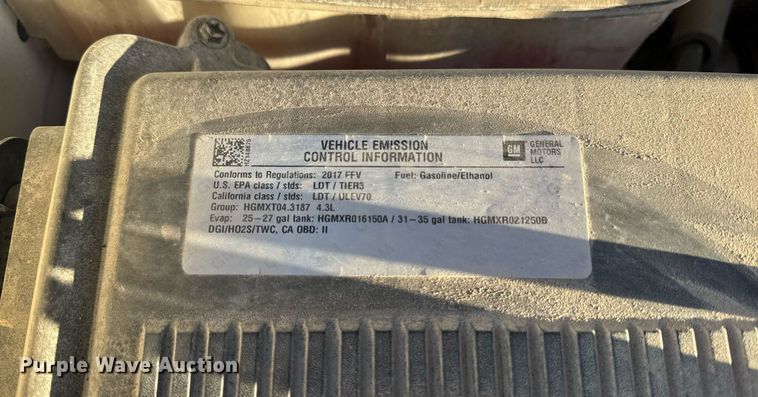 VEHICLE EMISSION
CONTROL INFORMATION
GM GENERAL MOTORS LLC
Conforms to Regulations: 2017 FFV Fuel: Gasoline/Ethanol
U.S. EPA class / stds: LDT / TIER3
California class / stds: LDT / ULEV70
Group: HGMXT04.3187 4.3L
Evap: 25-27 gal tank: HGMXR016150A / 31-35 gal tank: HGMXR021250B
DGI/HO2S/TWC, CA OBD: II
Purple Wave Auction